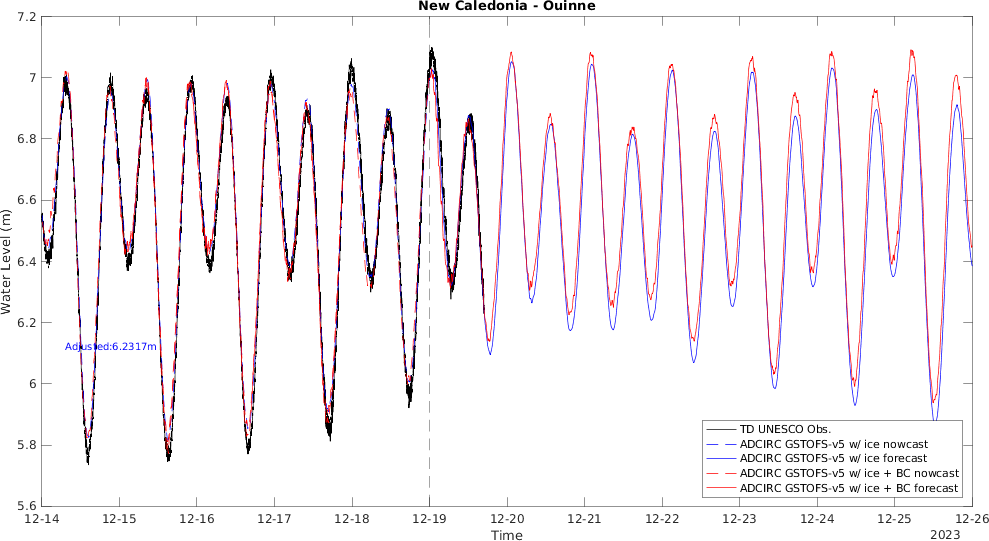 New Caledonia - Ouinne
7.2
7
6.8
6.6
6.4
6.2
6
5.8
5.6
Water Level (m)
Adjusted:6.2317m
TD UNESCO Obs.
ADCIRC GSTOFS-v5 w/ ice nowcast
ADCIRC GSTOFS-v5 w/ ice forecast
ADCIRC GSTOFS-v5 w/ ice + BC nowcast
ADCIRC GSTOFS-v5 w/ ice + BC forecast
12-14 12-15 12-16 12-17 12-18 12-19 12-20 12-21 12-22 12-23 12-24 12-25 12-26
Time
2023